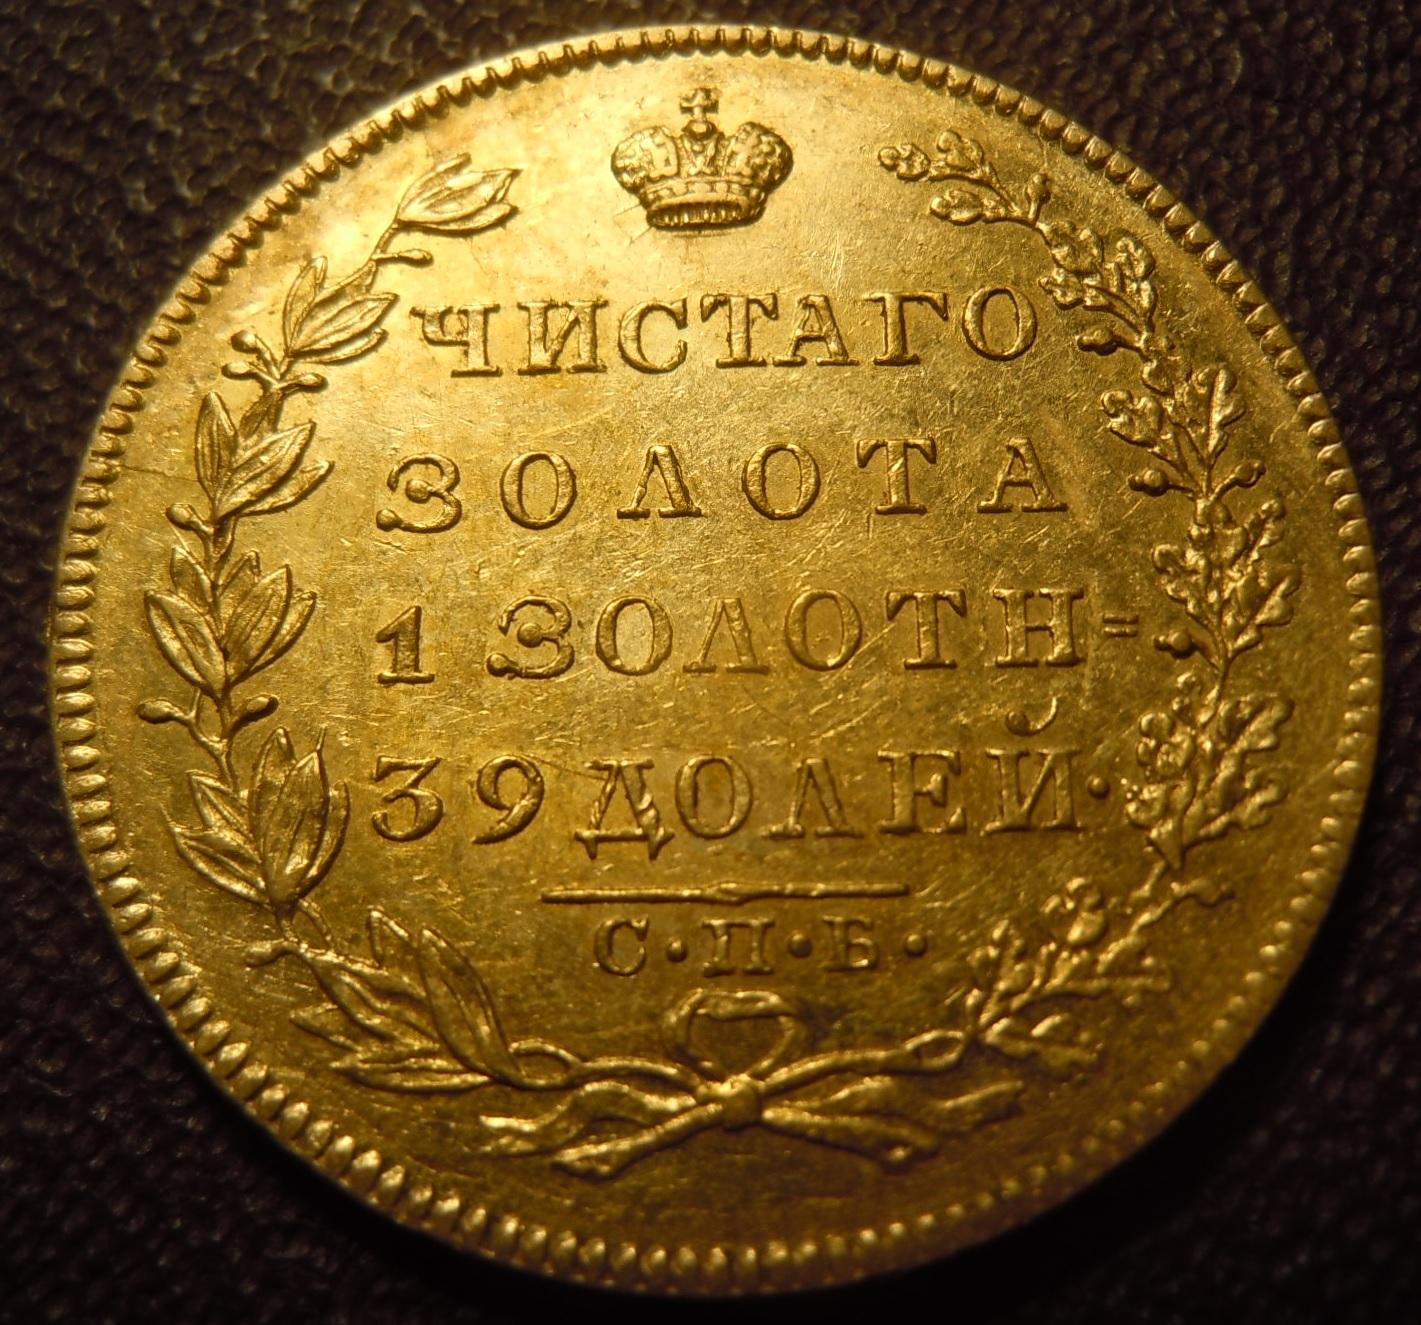 ЧИСТАГО
ЗОЛОТА
1 ЗОЛОТН=
39 ДОЛЕЙ·
С·П·Б·